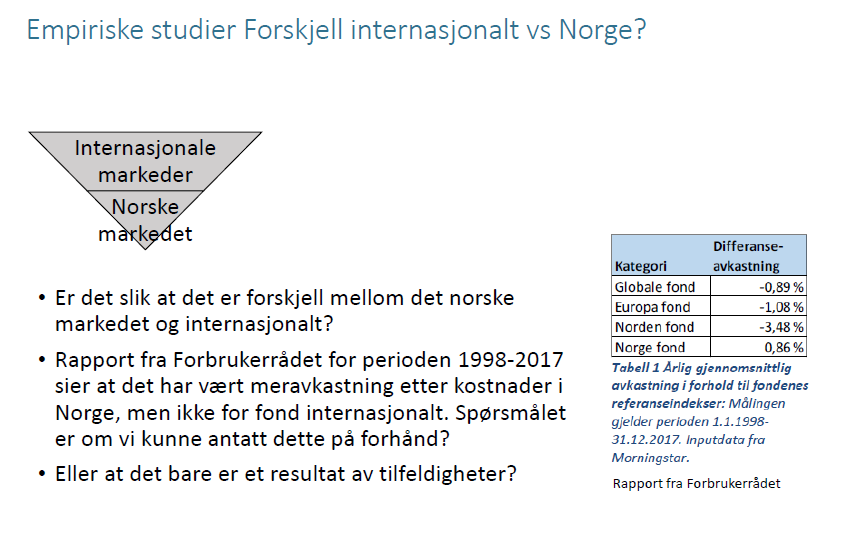 Empiriske studier Forskjell internasjonalt vs Norge?
Internasjonale
markeder
Norske
markedet
• Er det slik at det er forskjell mellom det norske
markedet og internasjonalt?
• Rapport fra Forbrukerrådet for perioden 1998-2017
sier at det har vært meravkastning etter kostnader i
Norge, men ikke for fond internasjonalt. Spørsmålet
er om vi kunne antatt dette på forhånd?
• Eller at det bare er et resultat av tilfeldigheter?
Differanse-
Kategori avkastning
Globale fond -0,89 %
Europa fond -1,08 %
Norden fond -3,48 %
Norge fond 0,86 %
Tabell 1 Årlig gjennomsnittlig
avkastning i forhold til fondenes
referanseindekser: Målingen
gjelder perioden 1.1.1998-
31.12.2017. Inputdata fra
Morningstar.
Rapport fra Forbrukerrådet